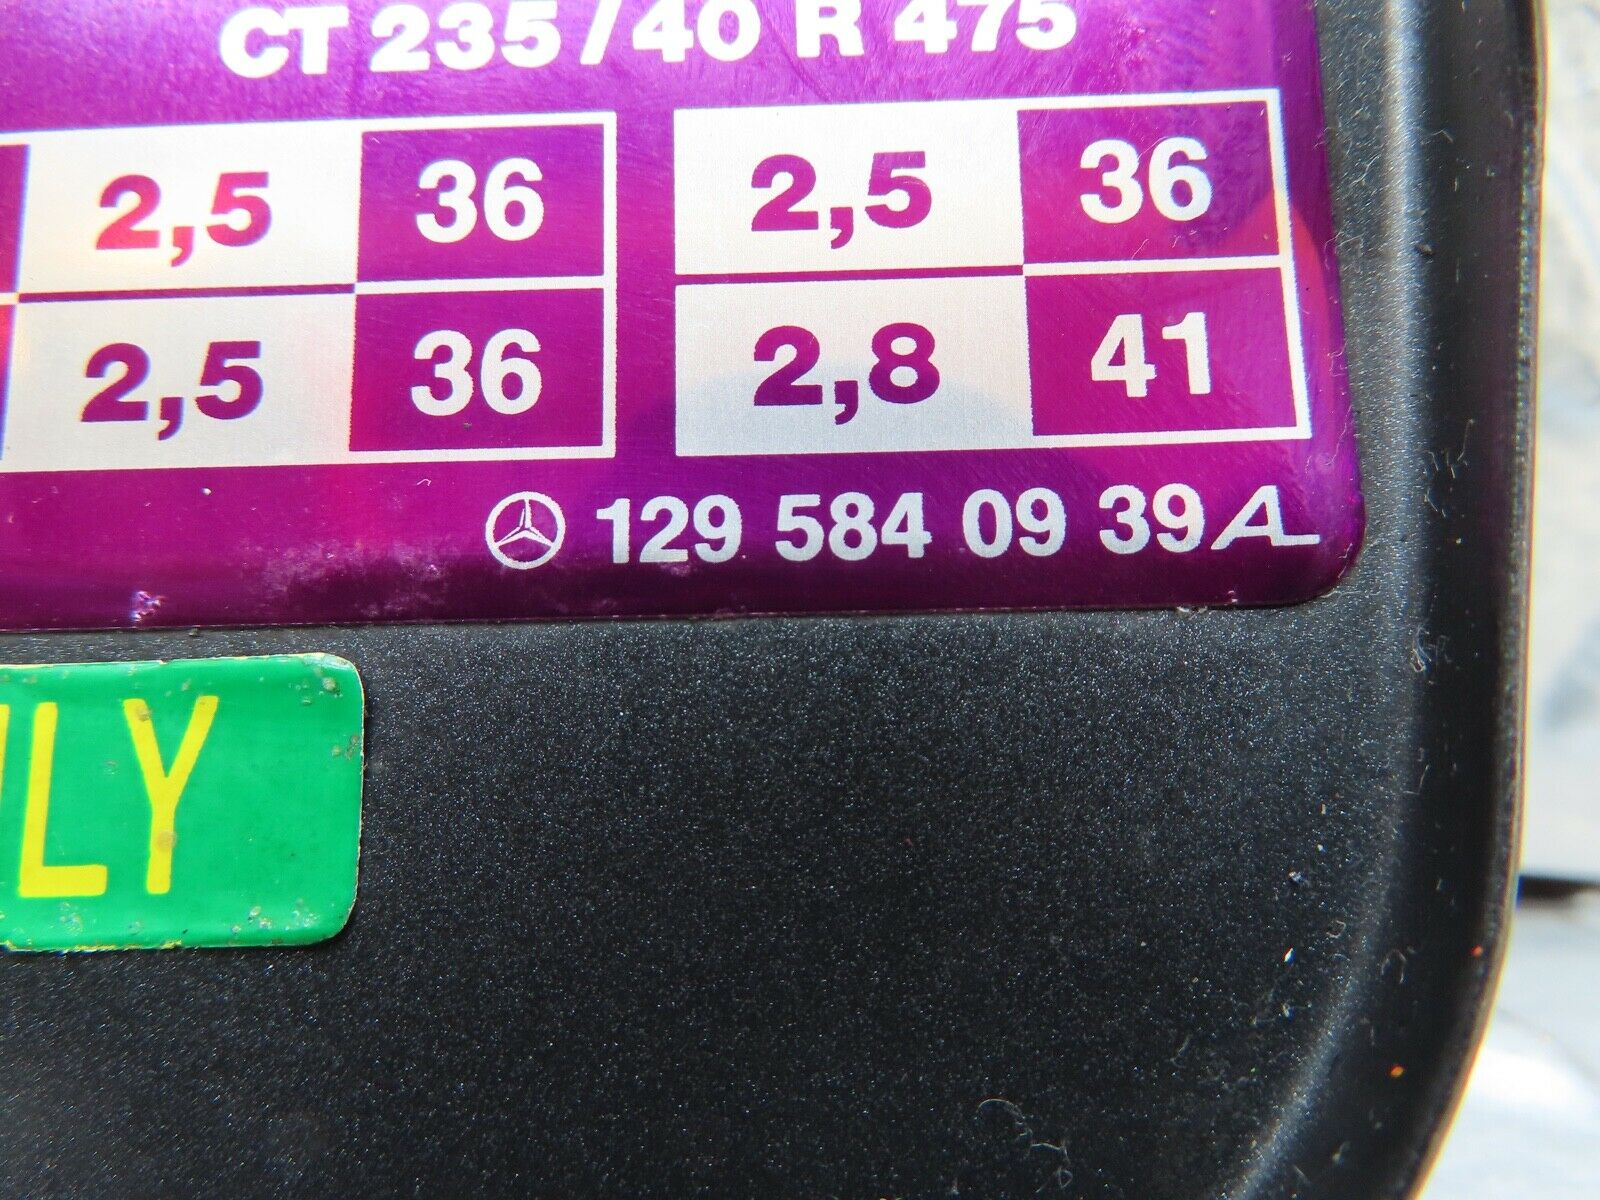 CT 235/40 R 475
2,5 36 2,5 36
2,5 36 2,8 41
129 584 09 39 A
LY